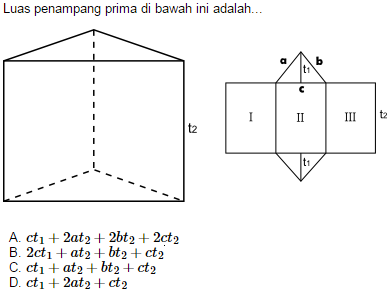 Luas penampang prima di bawah ini adalah...
a b
t₁
c
t₂ I II III t₂
t₁
A. ct₁ + 2at₂ + 2bt₂ + 2ct₂
B. 2ct₁ + at₂ + bt₂ + ct₂
C. ct₁ + at₂ + bt₂ + ct₂
D. ct₁ + 2at₂ + ct₂